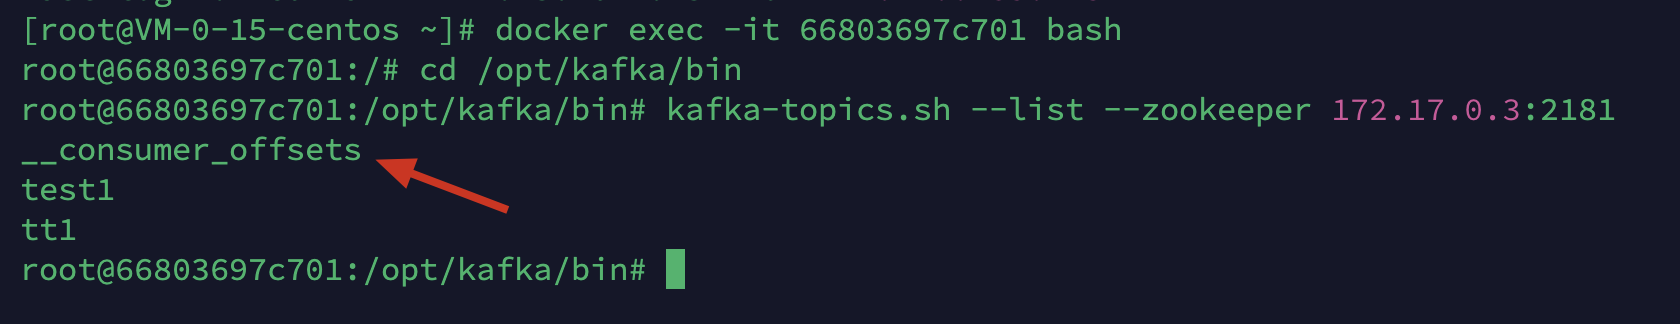 [root@VM-0-15-centos ~]# docker exec -it 66803697c701 bash
root@66803697c701:/# cd /opt/kafka/bin
root@66803697c701:/opt/kafka/bin# kafka-topics.sh --list --zookeeper 172.17.0.3:2181
__consumer_offsets
test1
tt1
root@66803697c701:/opt/kafka/bin#